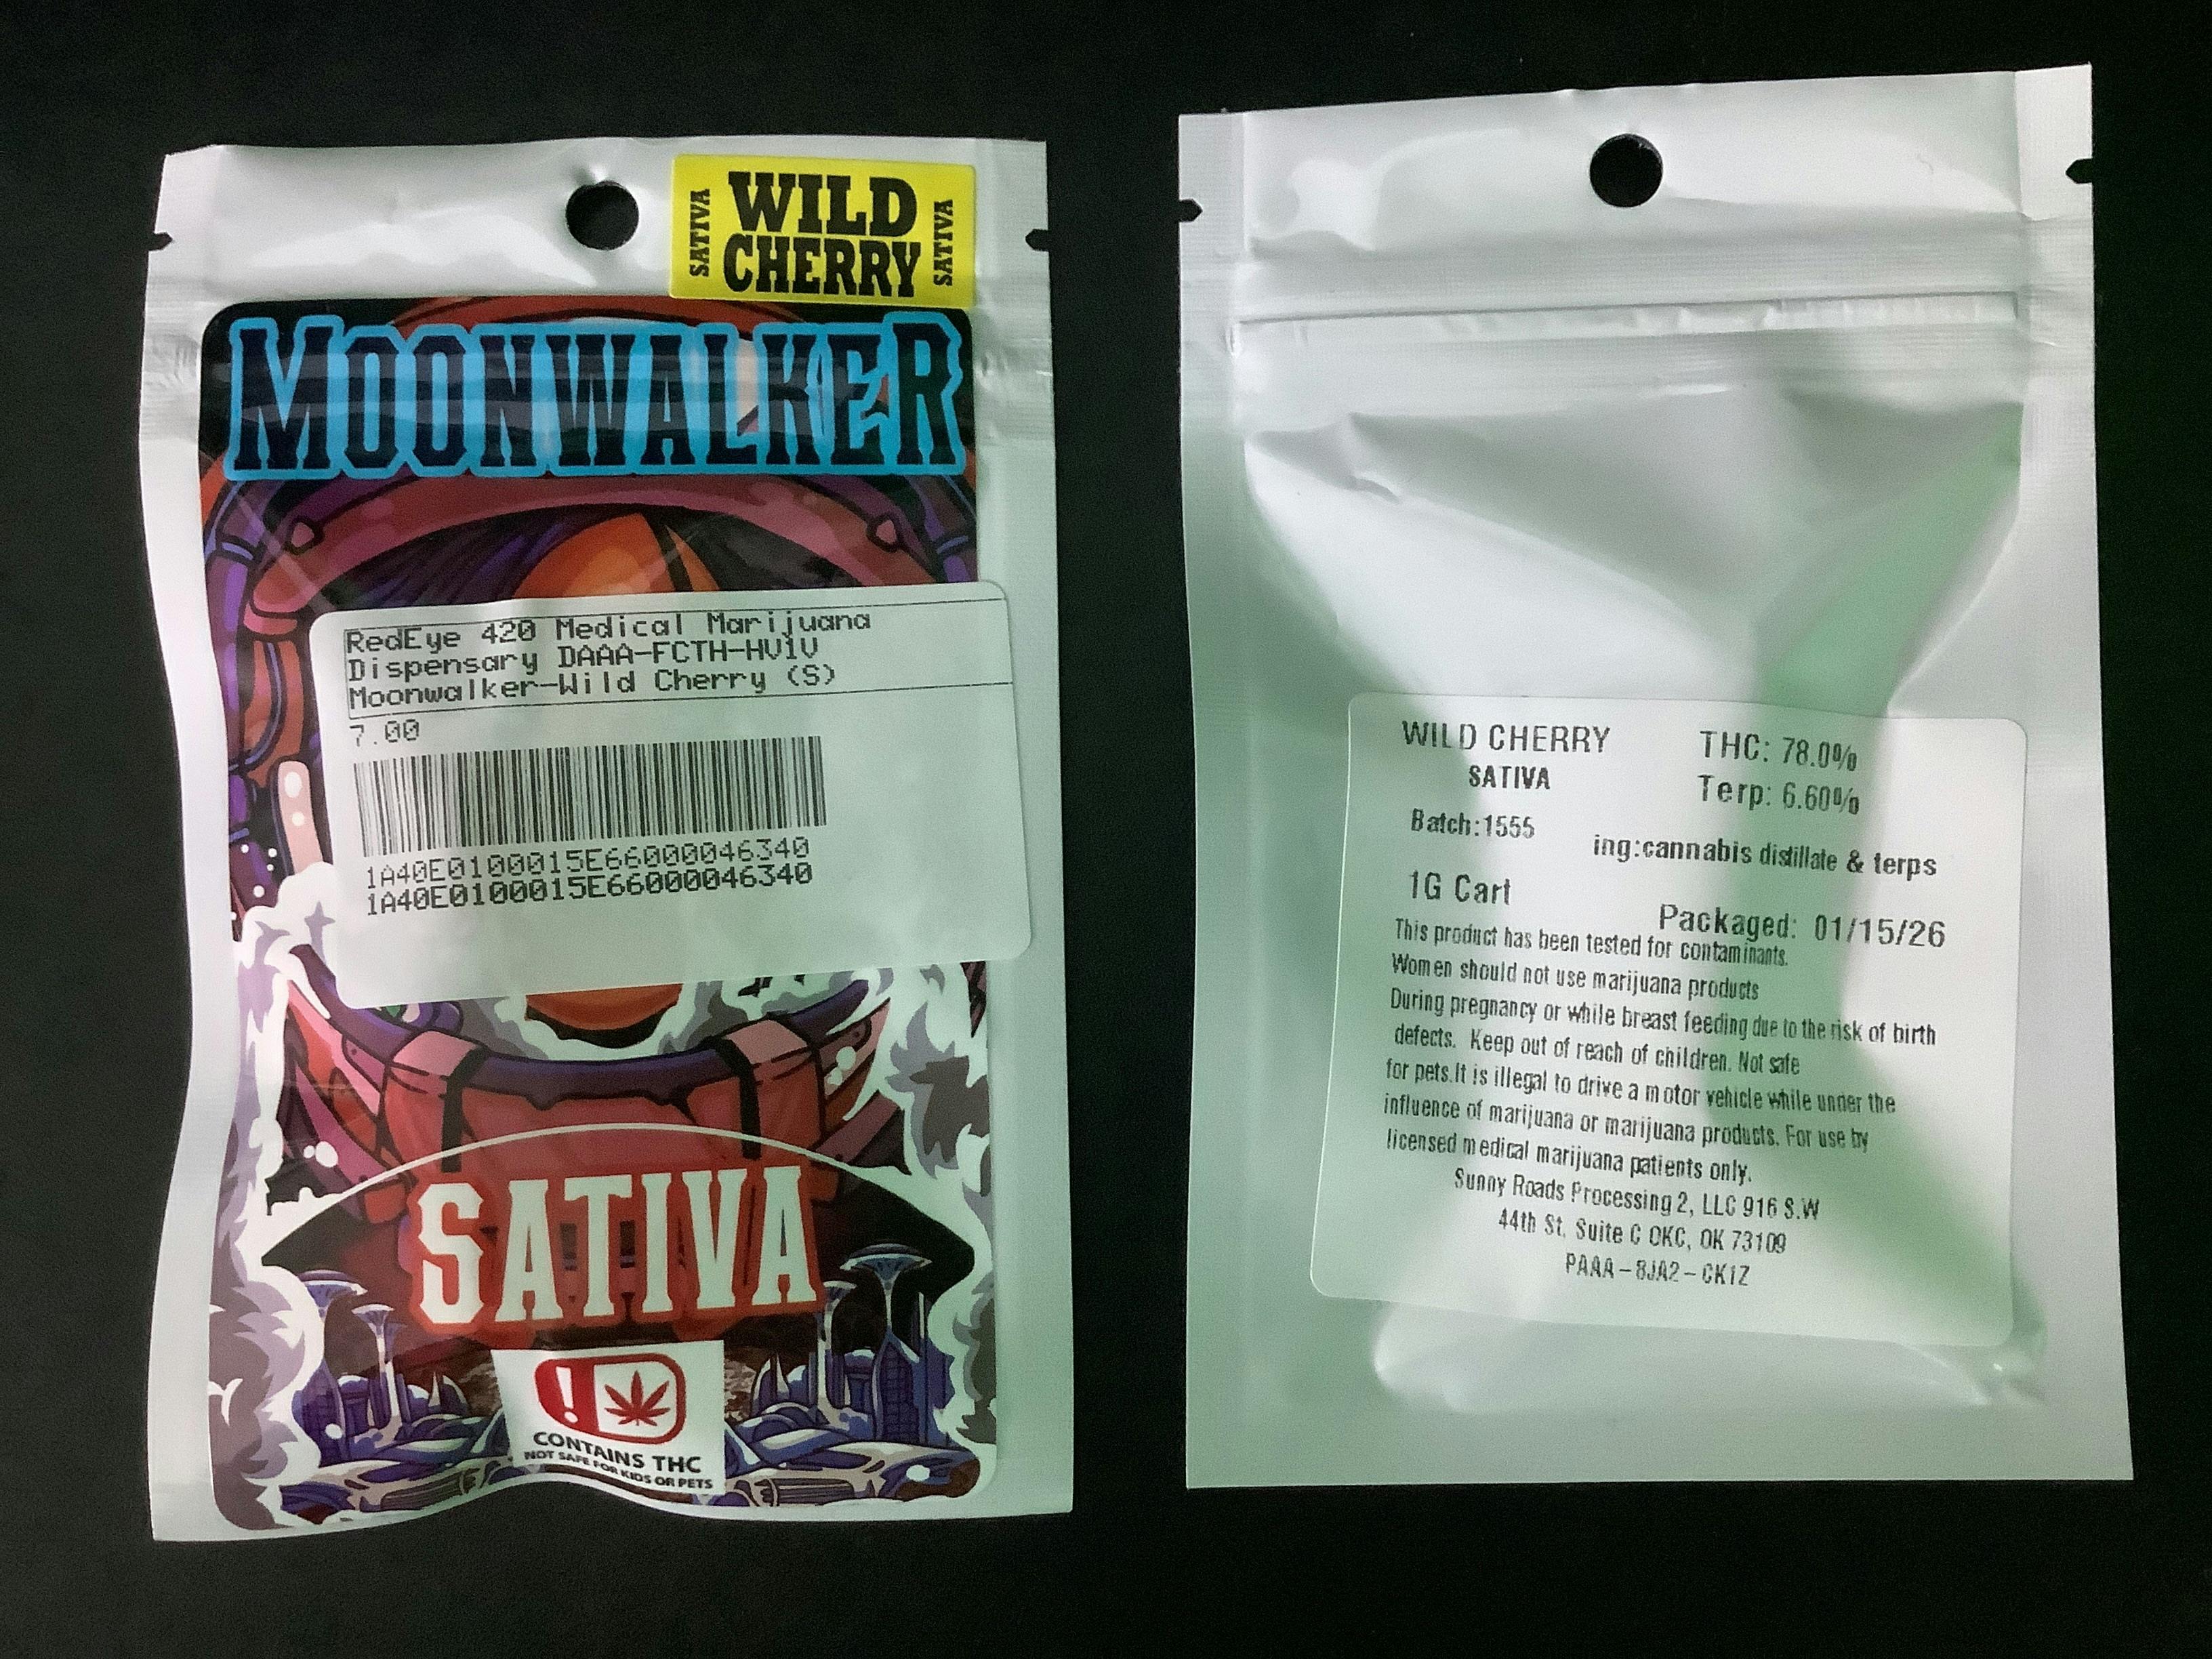 SATIVA
WILD
CHERRY
SATIVA
MOONWALKER
RedEye 420 Medical Marijuana
Dispensary DAAA-FCTH-HV1V
Moonwalker-Wild Cherry (S)
7.00
1A40E0100015E66000046340
1A40E0100015E66000046340
SATIVA
!
CONTAINS THC
NOT SAFE FOR KIDS OR PETS
WILD CHERRY
SATIVA
THC: 78.0%
Terp: 6.60%
Batch:1555
ing:cannabis distillate & terps
1G Cart
Packaged: 01/15/26
This product has been tested for contaminants.
Women should not use marijuana products
During pregnancy or while breast feeding due to the risk of birth
defects. Keep out of reach of children. Not safe
for pets.It is illegal to drive a motor vehicle while under the
influence of marijuana or marijuana products. For use by
licensed medical marijuana patients only.
Sunny Roads Processing 2, LLC 916 S.W
44th St. Suite C OKC, OK 73109
PAAA-8JA2-CK1Z